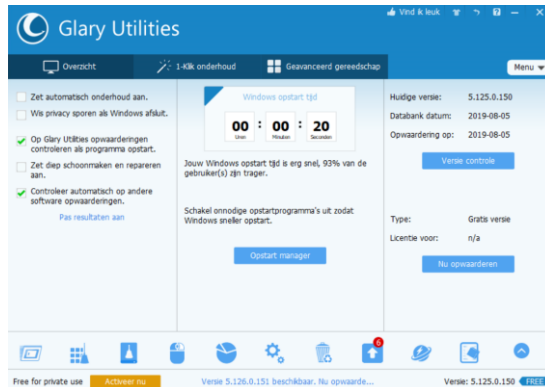 Glary Utilities
Vind ik leuk
Overzicht
1-Klik onderhoud
Geavanceerd gereedschap
Menu
Zet automatisch onderhoud aan.
Wis privacy sporen als Windows afsluit.
Op Glary Utilities opwaarderingen
controleren als programma opstart.
Zet diep schoonmaken en repareren
aan.
Controleer automatisch op andere
software opwaarderingen.
Pas resultaten aan
Windows opstart tijd
00 : 00 : 20
Uren Minuten Seconden
Jouw Windows opstart tijd is erg snel, 93% van de
gebruiker(s) zijn trager.
Schakel onnodige opstartprogramma's uit zodat
Windows sneller opstart.
Opstart manager
Huidige versie: 5.125.0.150
Databank datum: 2019-08-05
Opwaardering op: 2019-08-05
Versie controle
Type: Gratis versie
Licentie voor: n/a
Nu opwaarderen
6
Free for private use
Activeer nu
Versie 5.126.0.151 beschikbaar. Nu opwaarde...
Versie: 5.125.0.150
FREE